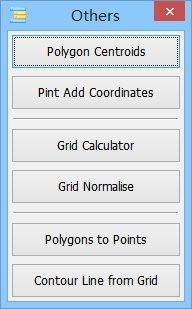 Others
Polygon Centroids
Pint Add Coordinates
Grid Calculator
Grid Normalise
Polygons to Points
Contour Line from Grid